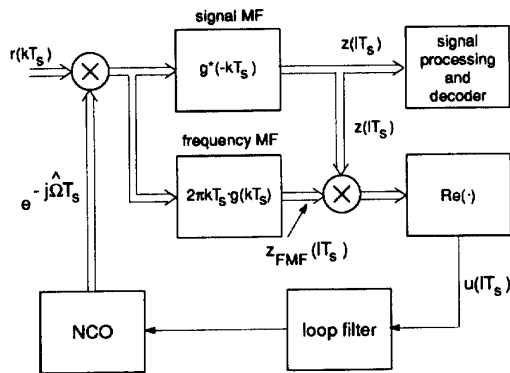 signal MF
r(kT_s)
×
g*(-kT_s)
z(lT_s)
signal
processing
and
decoder
z(lT_s)
frequency MF
2πkT_s·g(kT_s)
×
Re(·)
e^{-jΩ̂T_s}
z_FMF(lT_s)
u(lT_s)
NCO
loop filter